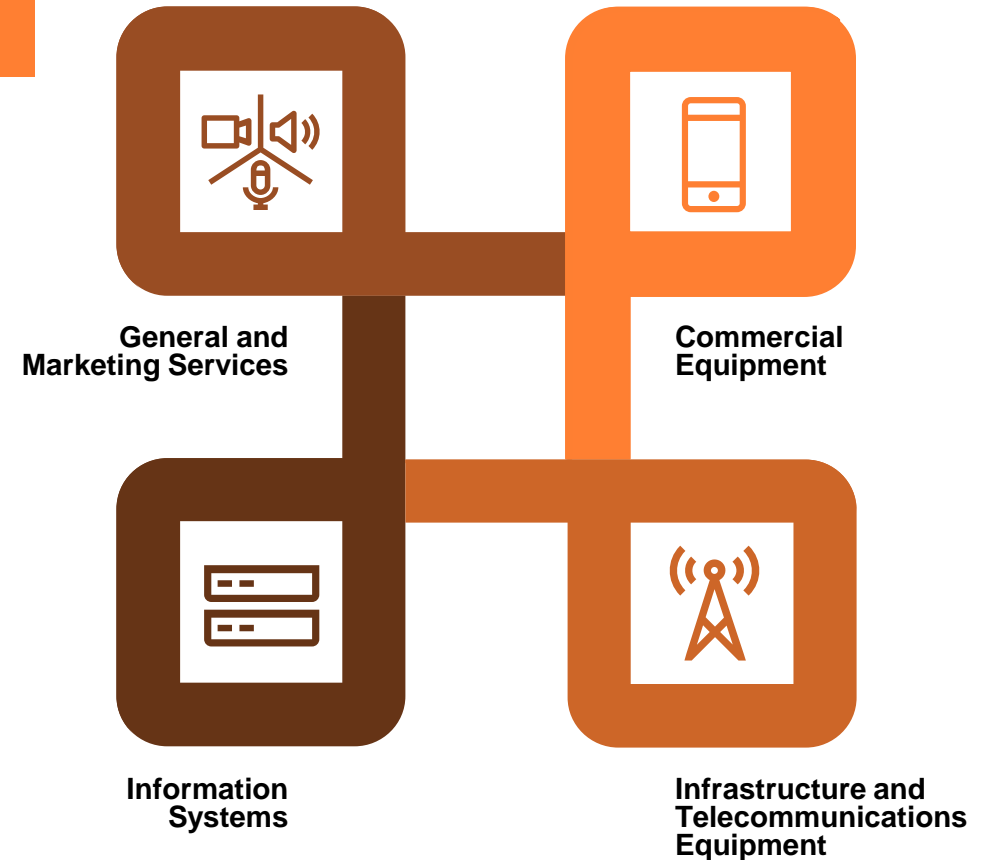 General and
Marketing Services
Commercial
Equipment
Information
Systems
Infrastructure and
Telecommunications
Equipment